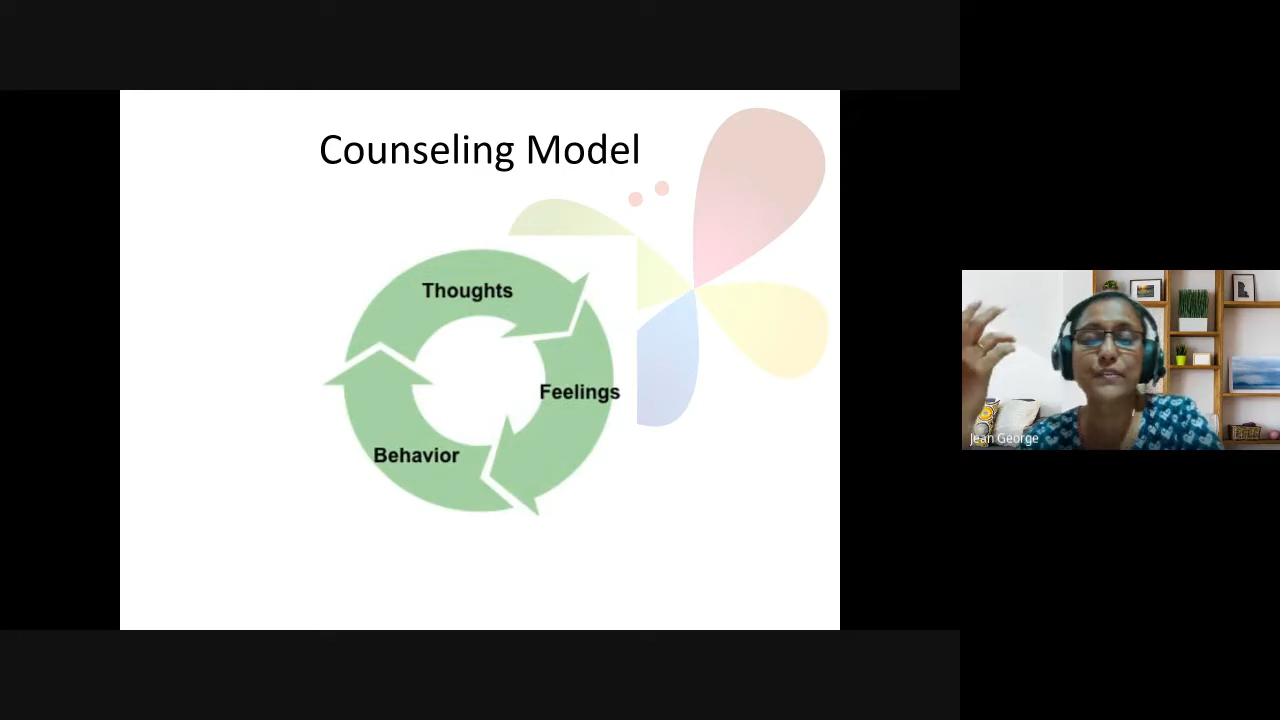 Counseling Model
Thoughts
Feelings
Behavior
Jean George